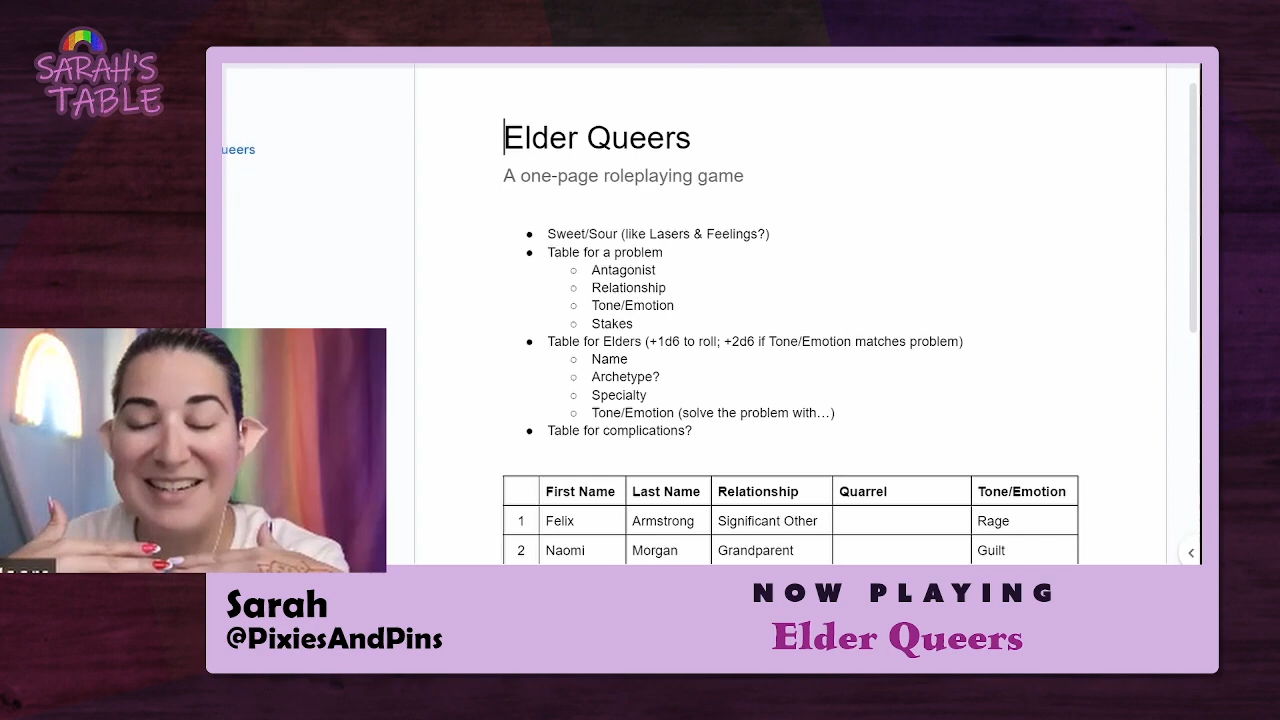 SARAH'S
TABLE
ueers
Elder Queers
A one-page roleplaying game
● Sweet/Sour (like Lasers & Feelings?)
● Table for a problem
○ Antagonist
○ Relationship
○ Tone/Emotion
○ Stakes
● Table for Elders (+1d6 to roll; +2d6 if Tone/Emotion matches problem)
○ Name
○ Archetype?
○ Specialty
○ Tone/Emotion (solve the problem with…)
● Table for complications?
First Name Last Name Relationship Quarrel Tone/Emotion
1 Felix Armstrong Significant Other Rage
2 Naomi Morgan Grandparent Guilt
Sarah
@PixiesAndPins
NOW PLAYING
Elder Queers